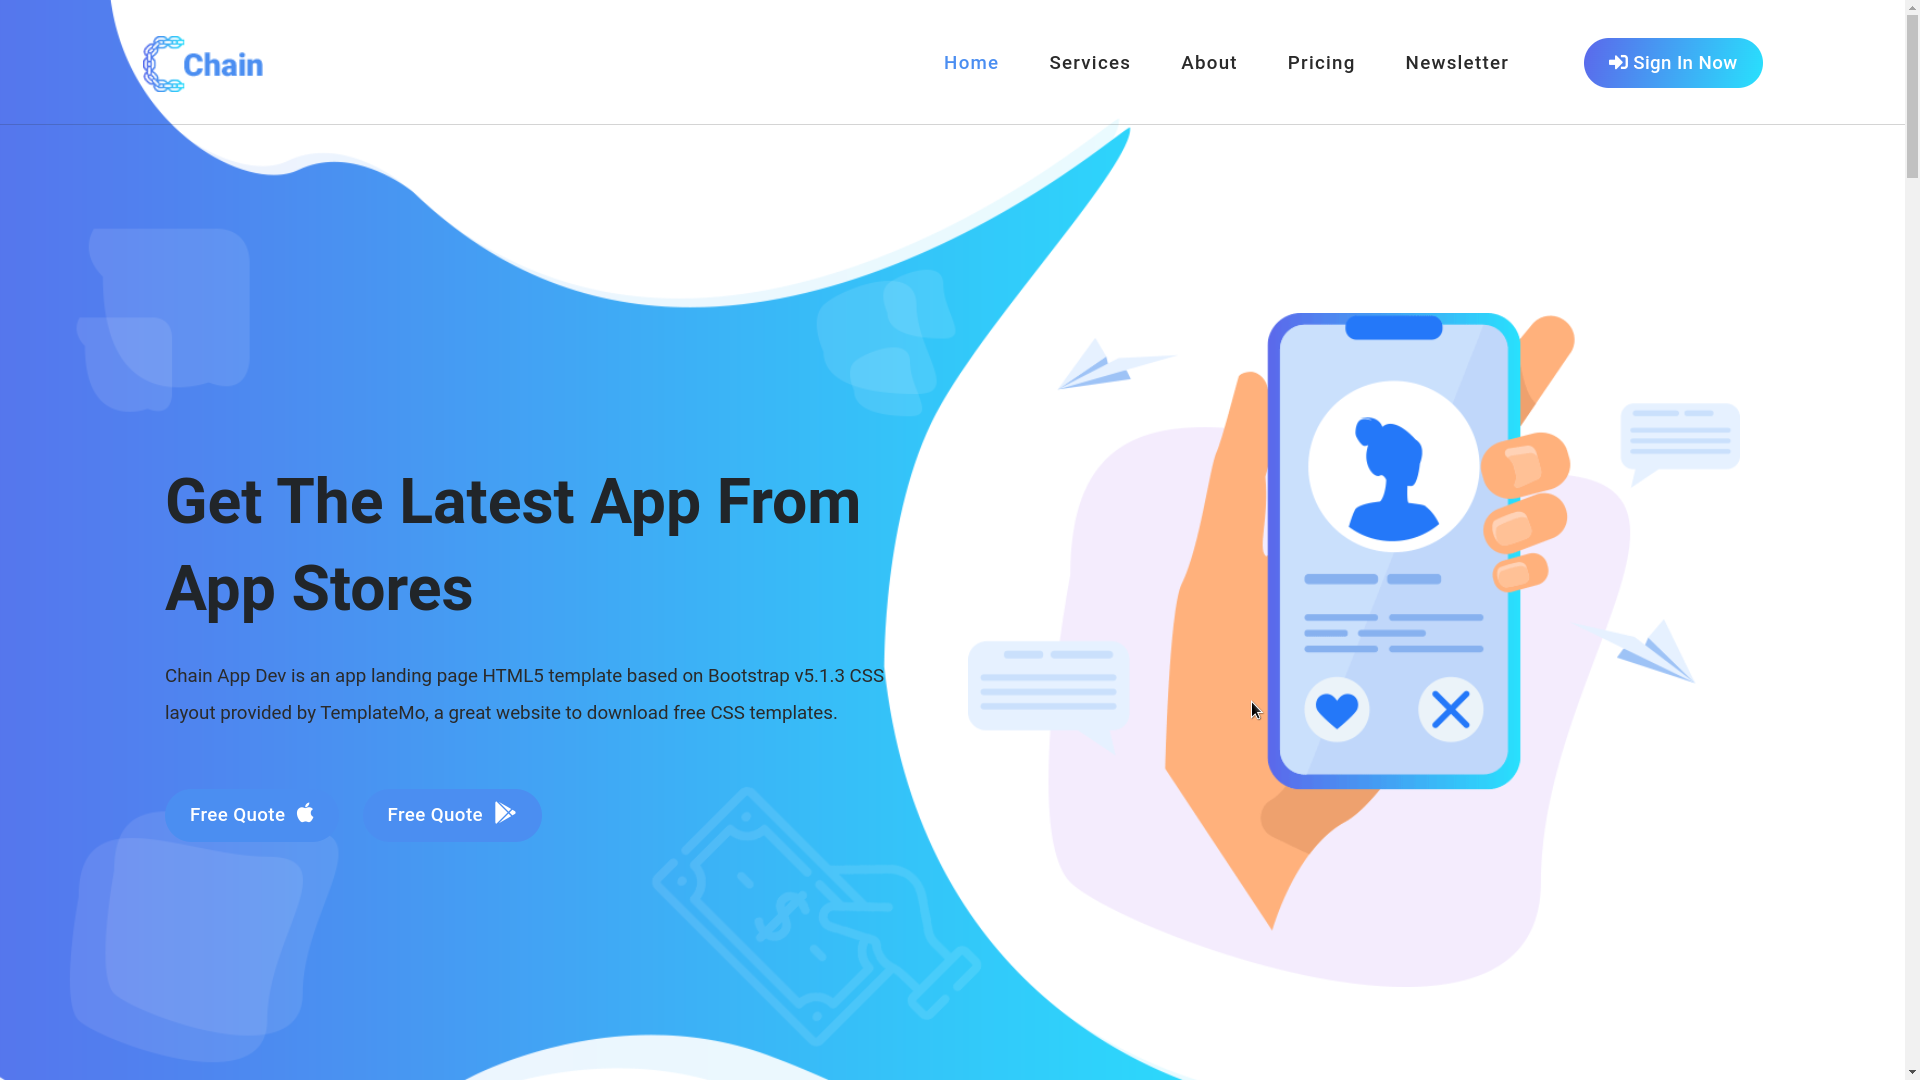 Chain
Home Services About Pricing Newsletter Sign In Now
Get The Latest App From
App Stores
Chain App Dev is an app landing page HTML5 template based on Bootstrap v5.1.3 CSS
layout provided by TemplateMo, a great website to download free CSS templates.
Free Quote Free Quote